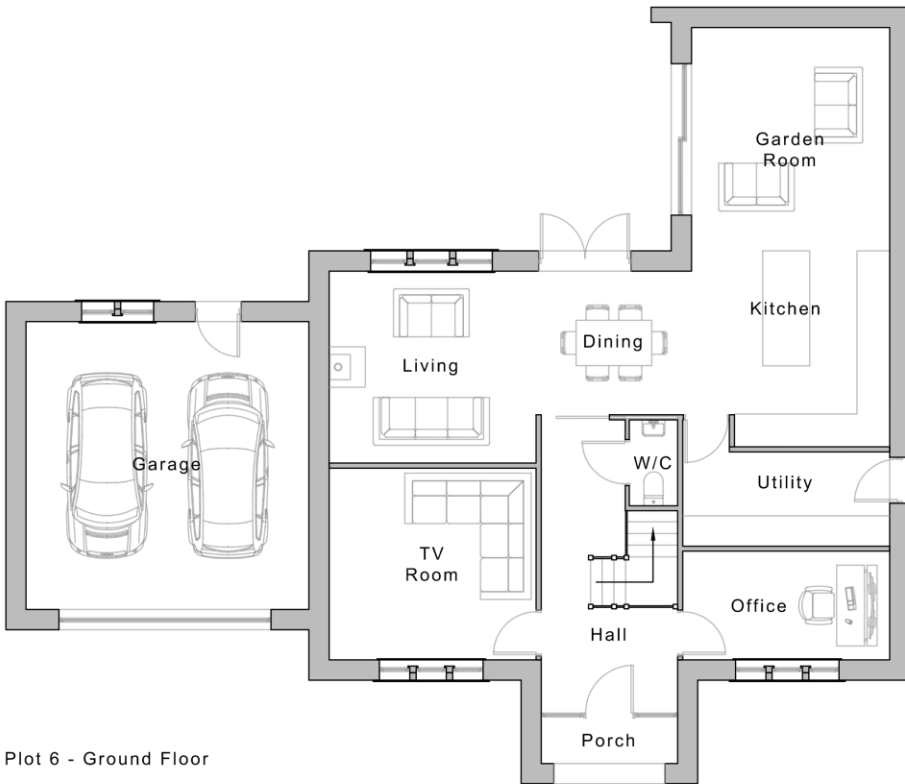 Garden
Room
Kitchen
Dining
Living
Garage
W/C
Utility
TV
Room
Office
Hall
Porch
Plot 6 - Ground Floor